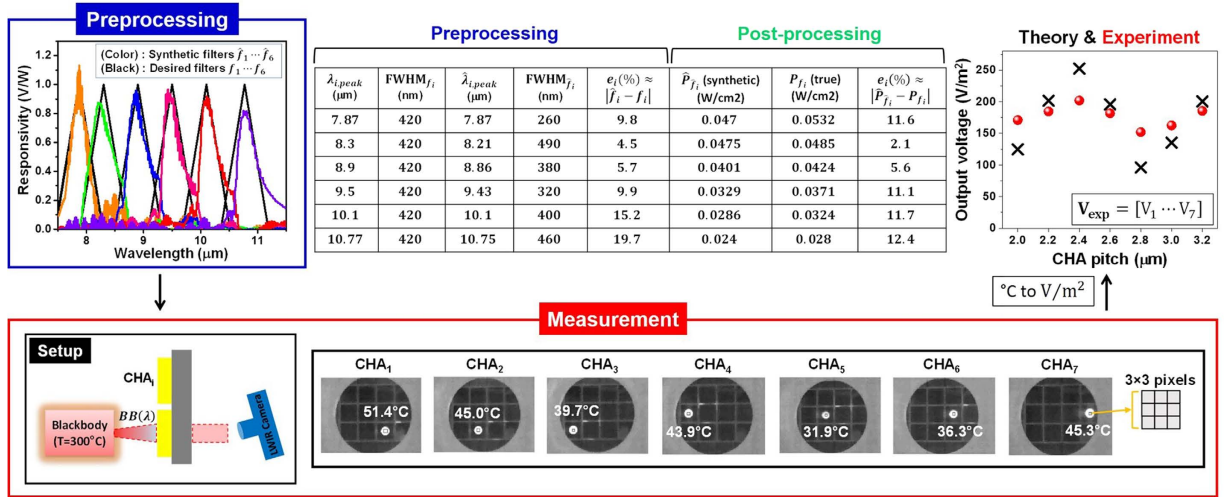 Preprocessing
(Color) : Synthetic filters f̂₁ ⋯ f̂₆
(Black) : Desired filters f₁ ⋯ f₆
Responsivity (V/W)
1.2
1.0
0.8
0.6
0.4
0.2
0.0
8 9 10 11
Wavelength (μm)
Preprocessing Post-processing
λᵢ,peak (μm) FWHM_fᵢ (nm) λ̂ᵢ,peak (μm) FWHM_f̂ᵢ (nm) eᵢ(%) ≈ |f̂ᵢ − fᵢ| P̂_f̂ᵢ (synthetic) (W/cm2) P_fᵢ (true) (W/cm2) eᵢ(%) ≈ |P̂_f̂ᵢ − P_fᵢ|
7.87 420 7.87 260 9.8 0.047 0.0532 11.6
8.3 420 8.21 490 4.5 0.0475 0.0485 2.1
8.9 420 8.86 380 5.7 0.0401 0.0424 5.6
9.5 420 9.43 320 9.9 0.0329 0.0371 11.1
10.1 420 10.1 400 15.2 0.0286 0.0324 11.7
10.77 420 10.75 460 19.7 0.024 0.028 12.4
Theory & Experiment
Output voltage (V/m²)
250
200
150
100
50
0
V_exp = [V₁ ⋯ V₇]
2.0 2.2 2.4 2.6 2.8 3.0 3.2
CHA pitch (μm)
°C to V/m²
Measurement
Setup
CHAᵢ
BB(λ)
Blackbody
(T=300°C)
LWIR Camera
CHA₁ CHA₂ CHA₃ CHA₄ CHA₅ CHA₆ CHA₇
51.4°C 45.0°C 39.7°C 43.9°C 31.9°C 36.3°C 45.3°C
3×3 pixels